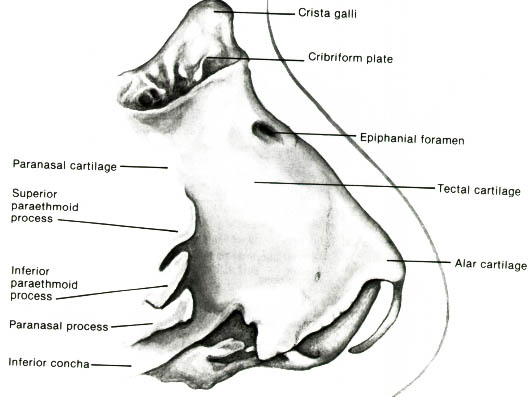 Crista galli
Cribriform plate
Epiphanial foramen
Paranasal cartilage
Tectal cartilage
Superior
paraethmoid
process
Alar cartilage
Inferior
paraethmoid
process
Paranasal process
Inferior concha